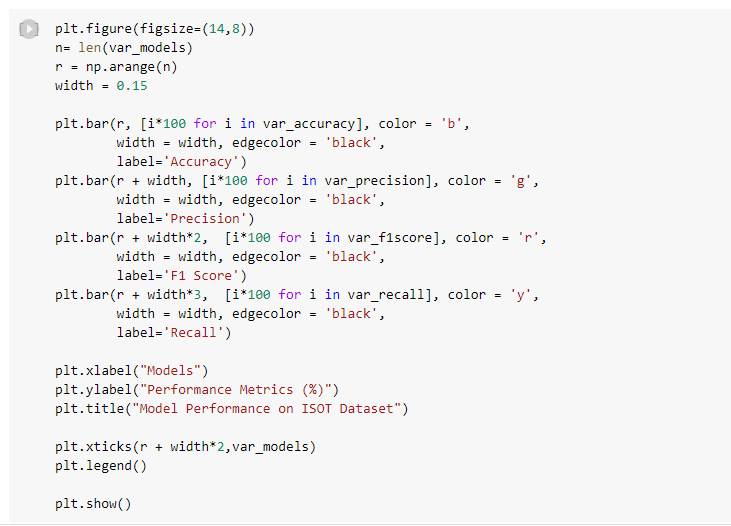 plt.figure(figsize=(14,8))
n= len(var_models)
r = np.arange(n)
width = 0.15

plt.bar(r, [i*100 for i in var_accuracy], color = 'b',
        width = width, edgecolor = 'black',
        label='Accuracy')
plt.bar(r + width, [i*100 for i in var_precision], color = 'g',
        width = width, edgecolor = 'black',
        label='Precision')
plt.bar(r + width*2,  [i*100 for i in var_f1score], color = 'r',
        width = width, edgecolor = 'black',
        label='F1 Score')
plt.bar(r + width*3,  [i*100 for i in var_recall], color = 'y',
        width = width, edgecolor = 'black',
        label='Recall')

plt.xlabel("Models")
plt.ylabel("Performance Metrics (%)")
plt.title("Model Performance on ISOT Dataset")

plt.xticks(r + width*2,var_models)
plt.legend()

plt.show()